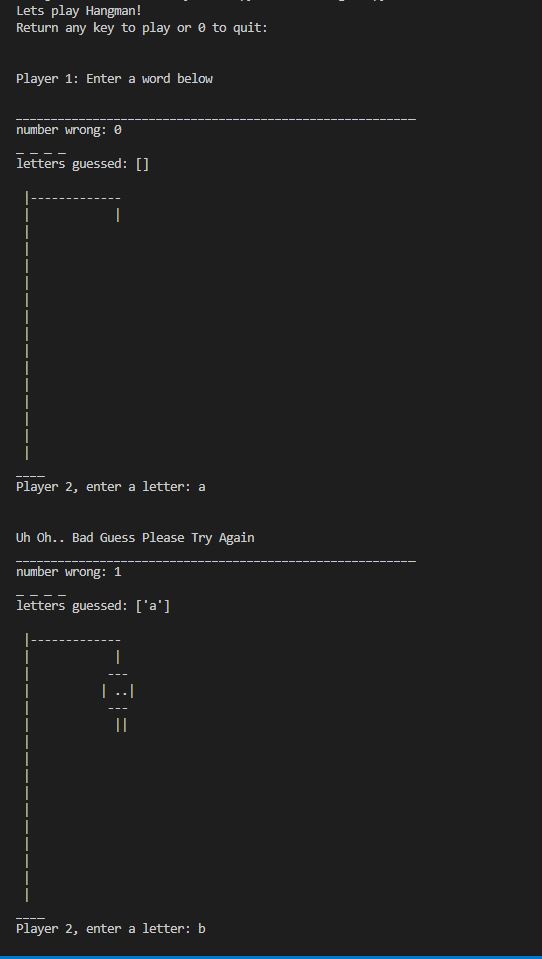 Lets play Hangman!
Return any key to play or 0 to quit:
Player 1: Enter a word below
________________________________________________________
number wrong: 0
_ _ _ _
letters guessed: []
 |-------------
 |            |
 |
 |
 |
 |
 |
 |
 |
 |
 |
 |
 |
 |
 |
 |
____
Player 2, enter a letter: a
Uh Oh.. Bad Guess Please Try Again
________________________________________________________
number wrong: 1
_ _ _ _
letters guessed: ['a']
 |-------------
 |            |
 |           ---
 |          | ..|
 |           ---
 |            ||
 |
 |
 |
 |
 |
 |
 |
 |
 |
 |
____
Player 2, enter a letter: b